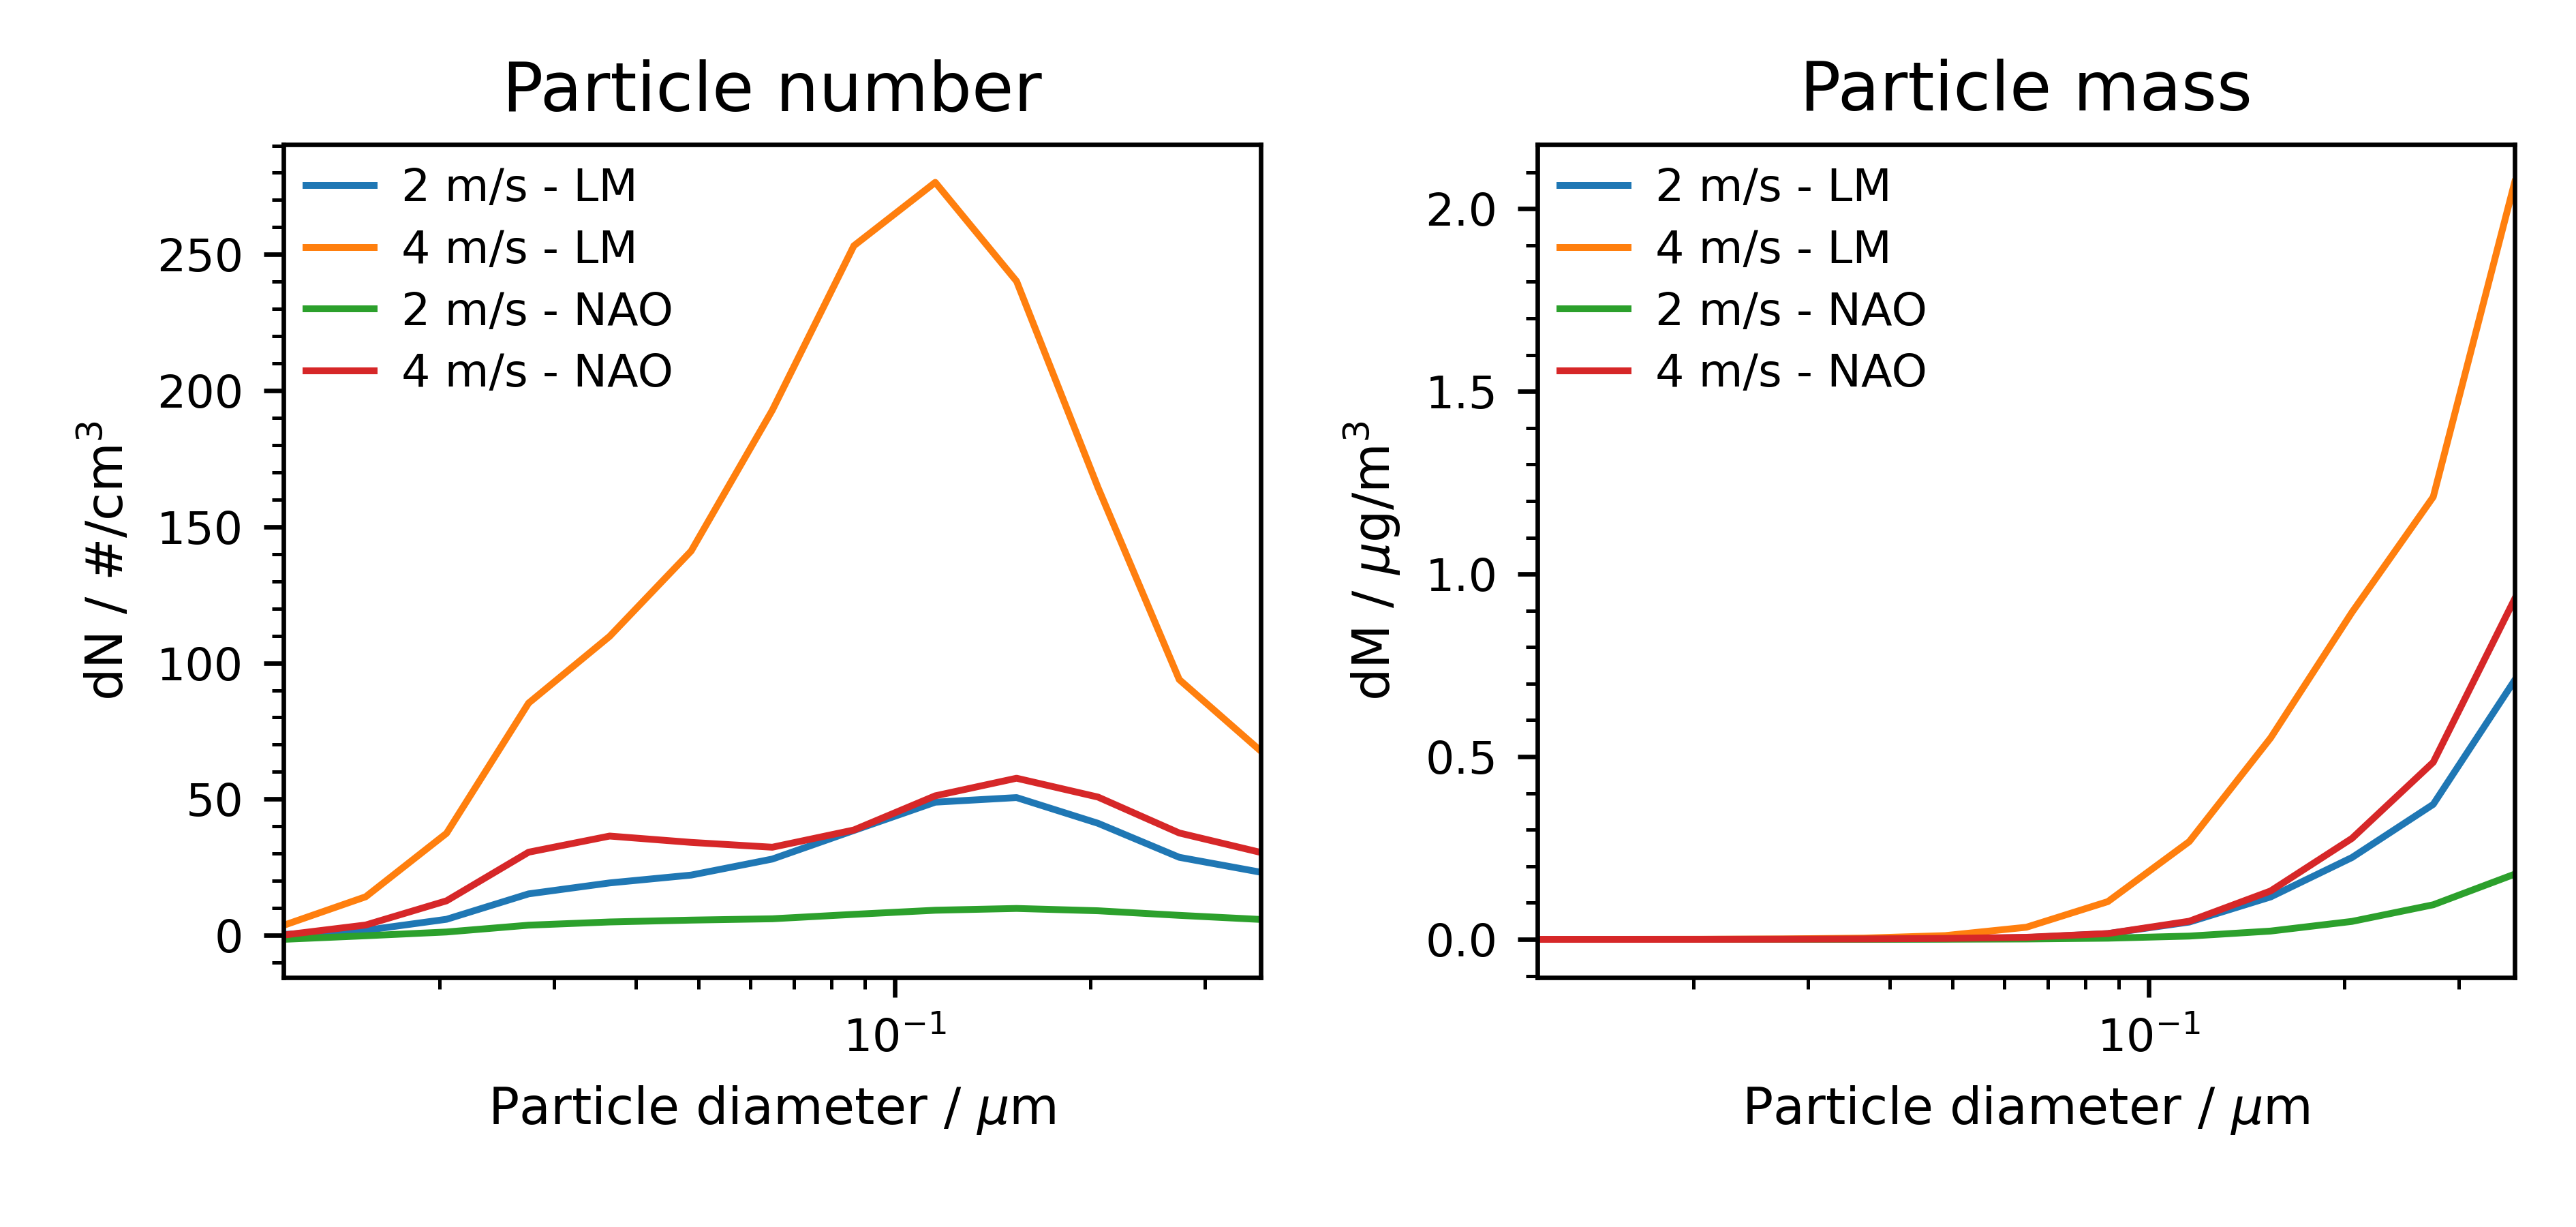 Particle number
2 m/s - LM
4 m/s - LM
2 m/s - NAO
4 m/s - NAO
250
200
150
100
50
0
dN / #/cm³
10⁻¹
Particle diameter / μm
Particle mass
2 m/s - LM
4 m/s - LM
2 m/s - NAO
4 m/s - NAO
2.0
1.5
1.0
0.5
0.0
dM / μg/m³
10⁻¹
Particle diameter / μm